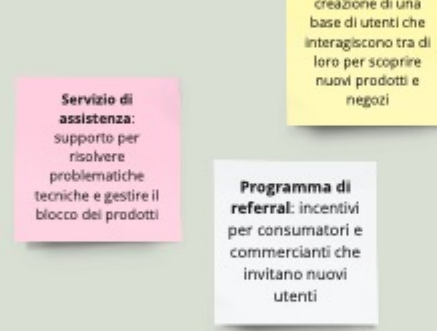 creazione di una
base di utenti che
interagiscono tra di
loro per scoprire
nuovi prodotti e
negozi
Servizio di
assistenza:
supporto per
risolvere
problematiche
tecniche e gestire il
blocco dei prodotti
Programma di
referral: incentivi
per consumatori e
commercianti che
invitano nuovi
utenti